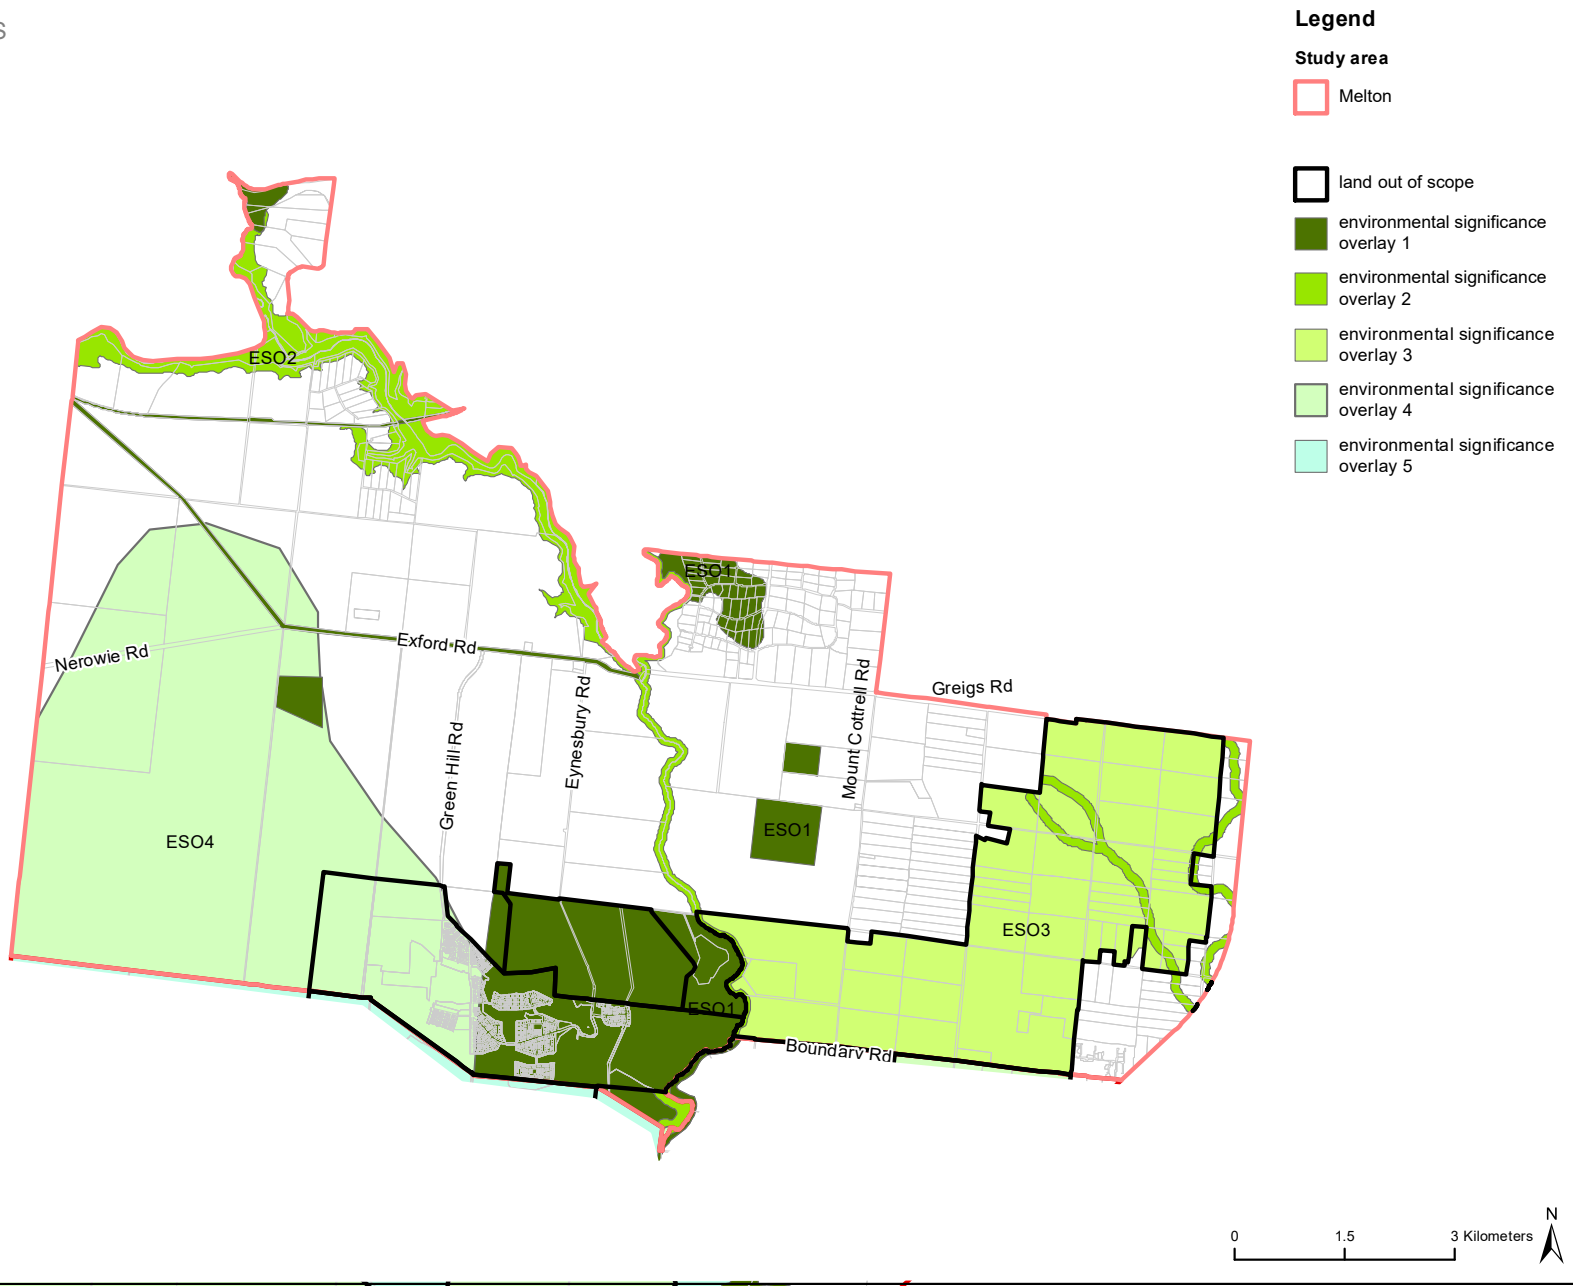 s
Legend
Study area
Melton
land out of scope
environmental significance
overlay 1
environmental significance
overlay 2
environmental significance
overlay 3
environmental significance
overlay 4
environmental significance
overlay 5
ESO2
ESO1
Exford Rd
Nerowie Rd
Greigs Rd
Mount Cottrell Rd
Eynesbury Rd
Green Hill Rd
ESO4
ESO1
ESO3
ESO1
Boundary Rd
N
0 1.5 3 Kilometers